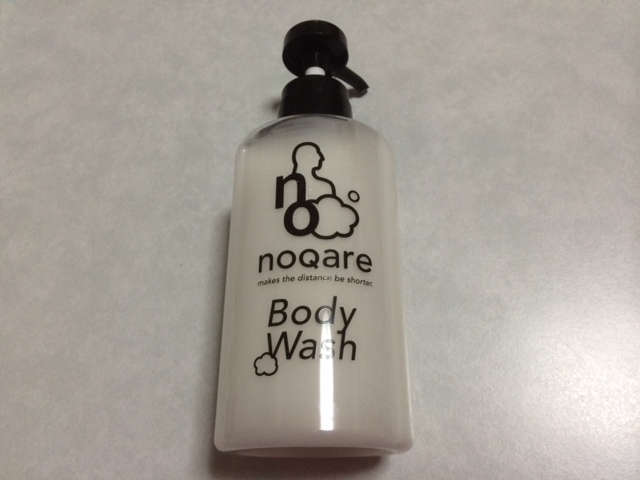 no
noQare
makes the distance be shorter.
Body
Wash